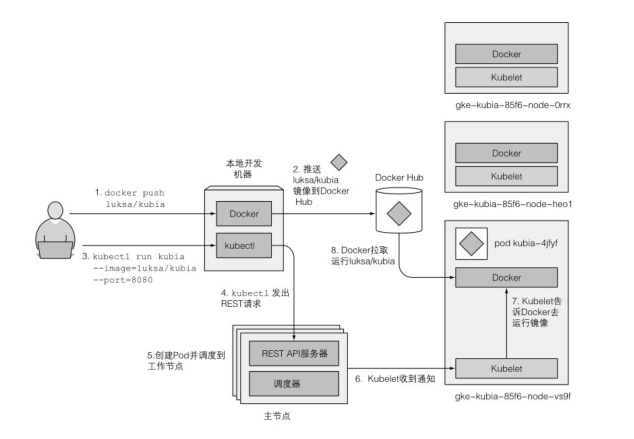 Docker
Kubelet
gke-kubia-85f6-node-0rrx
Docker
Kubelet
gke-kubia-85f6-node-heo1
本地开发
机器
2. 推送
luksa/kubia
镜像到Docker
Hub
Docker Hub
1. docker push
luksa/kubia
Docker
kubectl
3. kubectl run kubia
--image=luksa/kubia
--port=8080
8. Docker拉取
运行luksa/kubia
pod kubia-4jfyf
Docker
7. Kubelet告
诉Docker去
运行镜像
Kubelet
gke-kubia-85f6-node-vs9f
4. kubectl 发出
REST请求
5.创建Pod并调度到
工作节点
REST API服务器
调度器
主节点
6. Kubelet收到通知